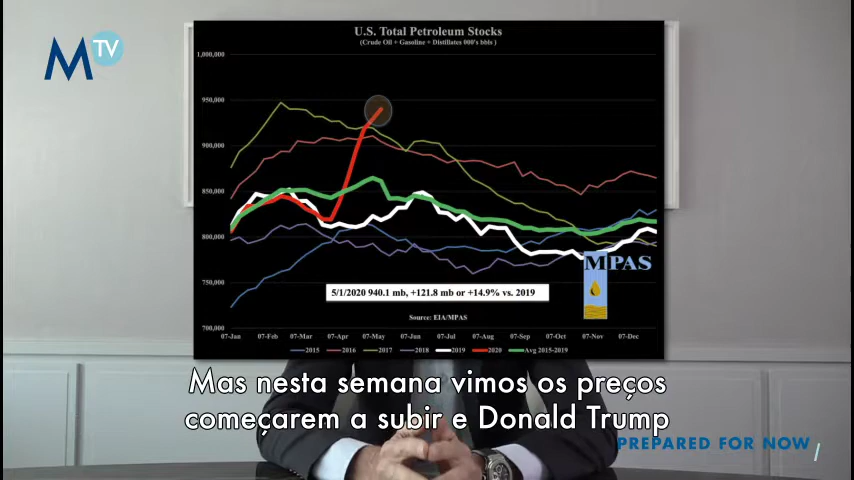 MTV
U.S. Total Petroleum Stocks
(Crude Oil + Gasoline + Distillates 000's bbls )
1,000,000
950,000
900,000
850,000
800,000
750,000
700,000
MPAS
5/1/2020 940.1 mb, +121.8 mb or +14.9% vs. 2019
Source: EIA/MPAS
07-Jan 07-Feb 07-Mar 07-Apr 07-May 07-Jun 07-Jul 07-Aug 07-Sep 07-Oct 07-Nov 07-Dec
2015 2016 2017 2018 2019 2020 Avg 2015-2019
Mas nesta semana vimos os preços
começarem a subir e Donald Trump
PREPARED FOR NOW